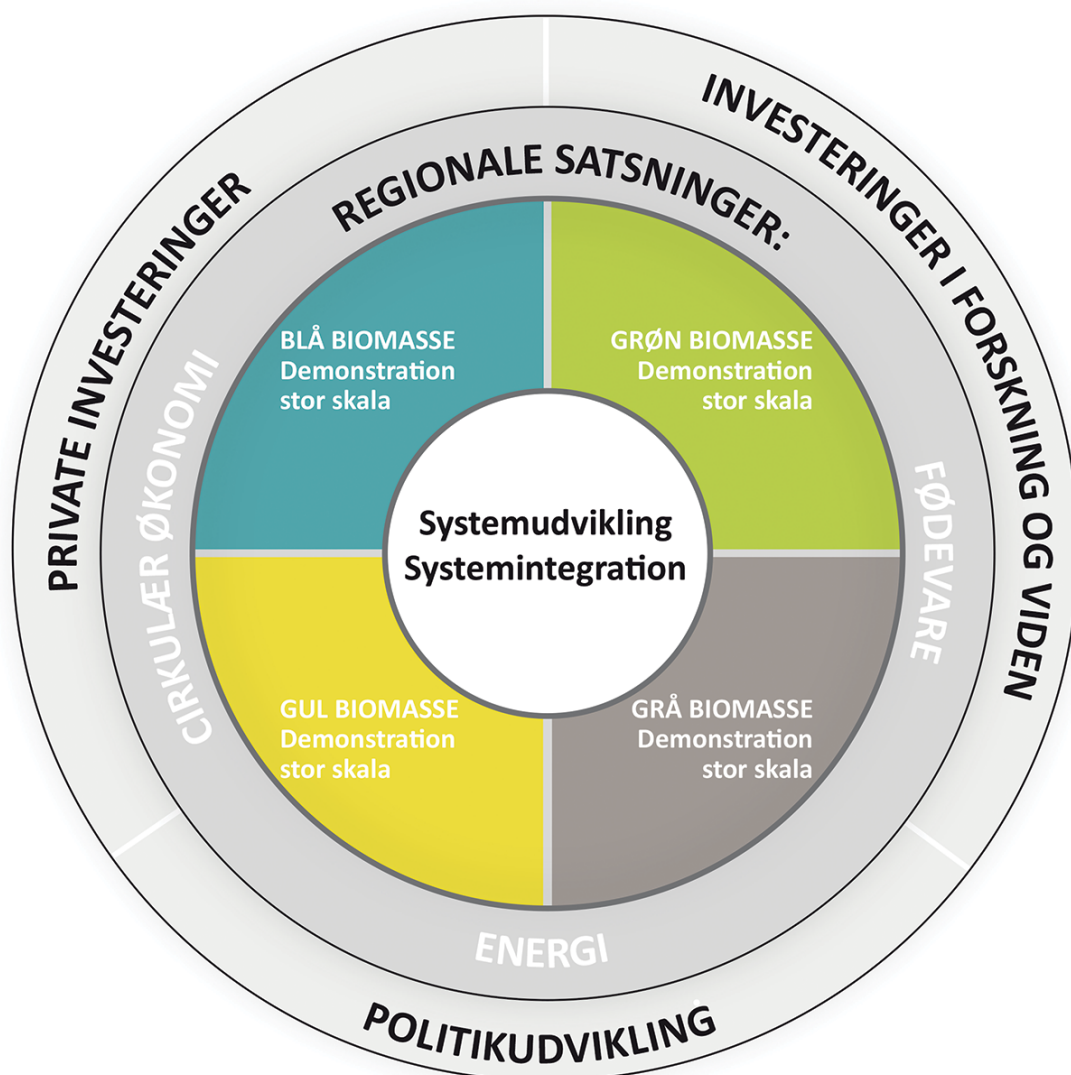 PRIVATE INVESTERINGER
INVESTERINGER I FORSKNING OG VIDEN
POLITIKUDVIKLING
REGIONALE SATSNINGER:
CIRKULÆR ØKONOMI
FØDEVARE
ENERGI
BLÅ BIOMASSE
Demonstration
stor skala
GRØN BIOMASSE
Demonstration
stor skala
Systemudvikling
Systemintegration
GUL BIOMASSE
Demonstration
stor skala
GRÅ BIOMASSE
Demonstration
stor skala